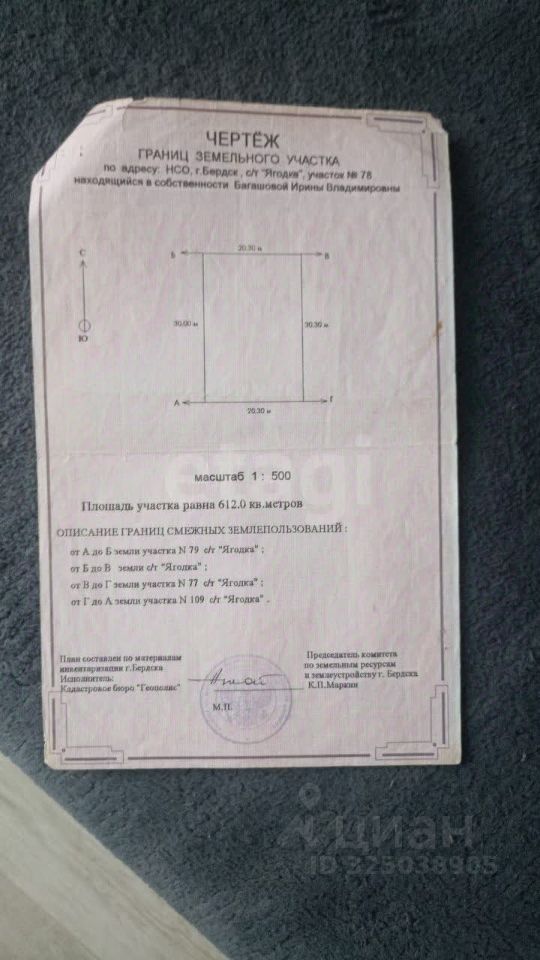 ЧЕРТЁЖ
ГРАНИЦ ЗЕМЕЛЬНОГО УЧАСТКА
по адресу: НСО, г.Бердск, с/т "Ягодка", участок № 78
находящийся в собственности Багашовой Ирины Владимировны
С
Ю
Б
20.30 м
В
30.00 м
30.30 м
А
20.30 м
Г
масштаб 1 : 500
etagi
Площадь участка равна 612.0 кв.метров
ОПИСАНИЕ ГРАНИЦ СМЕЖНЫХ ЗЕМЛЕПОЛЬЗОВАНИЙ :
от А до Б земли участка N 79 с/т "Ягодка" ;
от Б до В земли с/т "Ягодка" ;
от В до Г земли участка N 77 с/т "Ягодка" ;
от Г до А земли участка N 109 с/т "Ягодка" .
План составлен по материалам
инвентаризации г.Бердска
Исполнитель:
Кадастровое бюро "Геополис"
М.П.
Председатель комитета
по земельным ресурсам
и землеустройству г. Бердска
К.П.Маркин
циан
ID 225038905